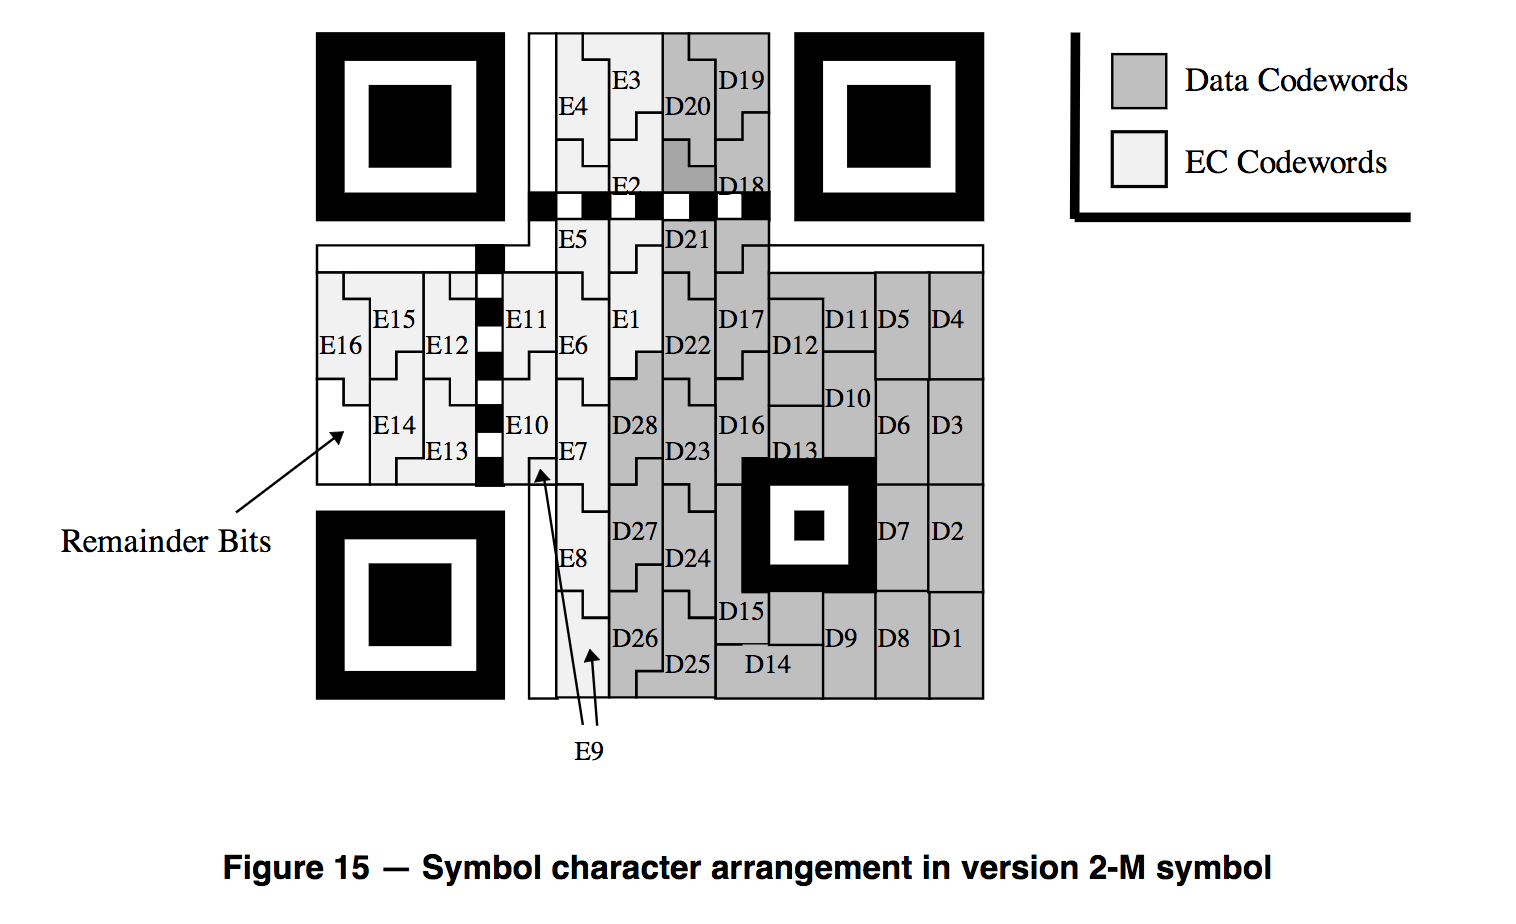 E3
D19
E4
D20
E2
D18
E5
D21
E15
E11
E1
D17
D11
D5
D4
E16
E12
E6
D22
D12
D10
E14
E10
D28
D16
D6
D3
E13
E7
D23
D13
D27
D7
D2
E8
D24
D15
D26
D9
D8
D1
D25
D14
E9
Remainder Bits
Data Codewords
EC Codewords
Figure 15 — Symbol character arrangement in version 2-M symbol